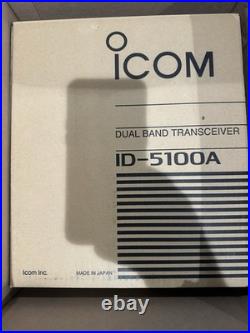 ICOM
DUAL BAND TRANSCEIVER
ID-5100A
Icom Inc.
MADE IN JAPAN